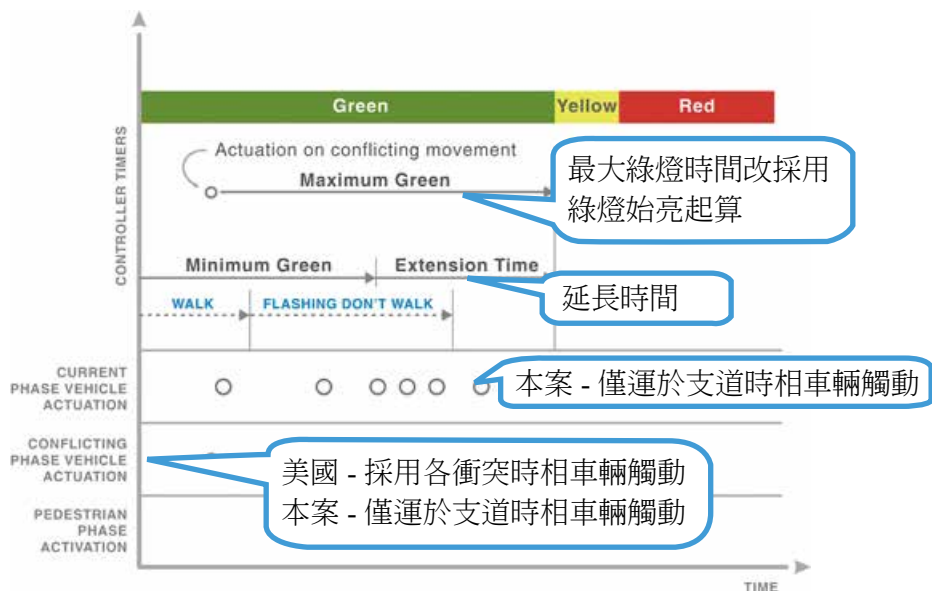 Green Yellow Red
CONTROLLER TIMERS
Actuation on conflicting movement
Maximum Green
最大綠燈時間改採用
綠燈始亮起算
Minimum Green Extension Time
延長時間
WALK FLASHING DON'T WALK
CURRENT
PHASE VEHICLE
ACTUATION
本案 - 僅運於支道時相車輛觸動
CONFLICTING
PHASE VEHICLE
ACTUATION
美國 - 採用各衝突時相車輛觸動
本案 - 僅運於支道時相車輛觸動
PEDESTRIAN
PHASE
ACTIVATION
TIME